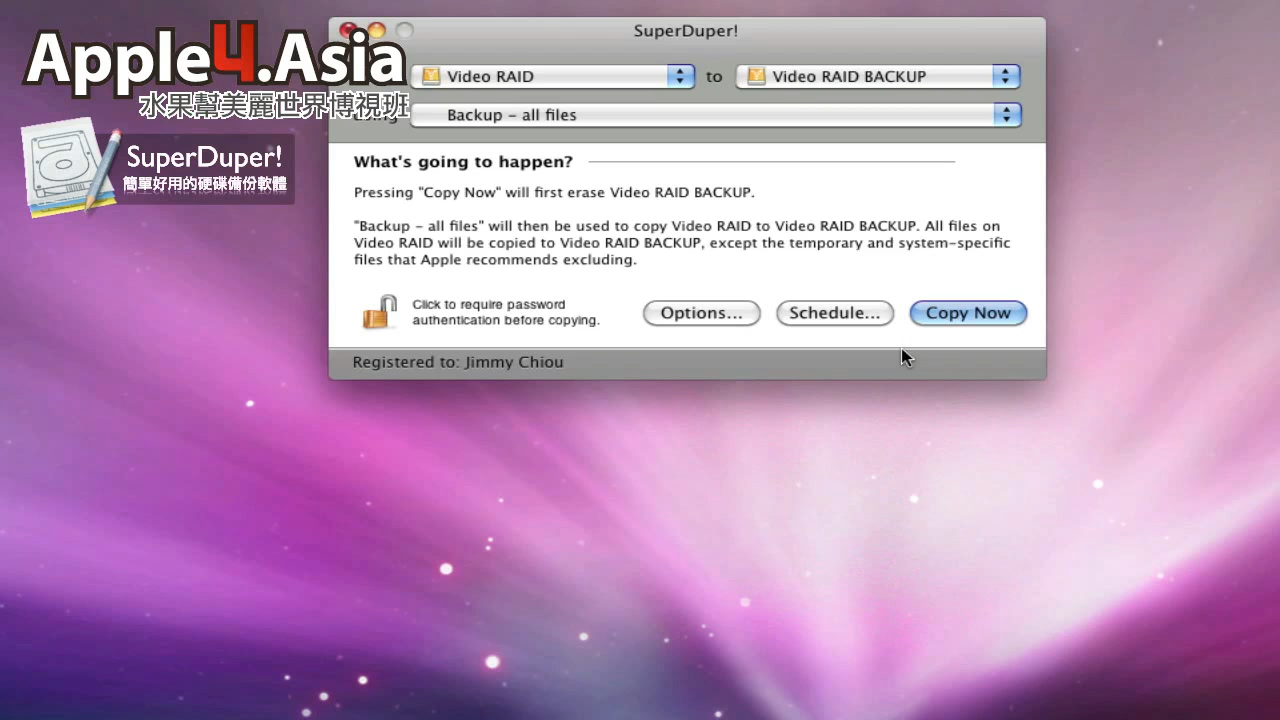 Apple4.Asia
水果幫美麗世界博視班
SuperDuper!
簡單好用的硬碟備份軟體
SuperDuper!
Video RAID to Video RAID BACKUP
Backup – all files
What's going to happen?
Pressing "Copy Now" will first erase Video RAID BACKUP.
"Backup – all files" will then be used to copy Video RAID to Video RAID BACKUP. All files on
Video RAID will be copied to Video RAID BACKUP, except the temporary and system-specific
files that Apple recommends excluding.
Click to require password
authentication before copying.
Options... Schedule... Copy Now
Registered to: Jimmy Chiou